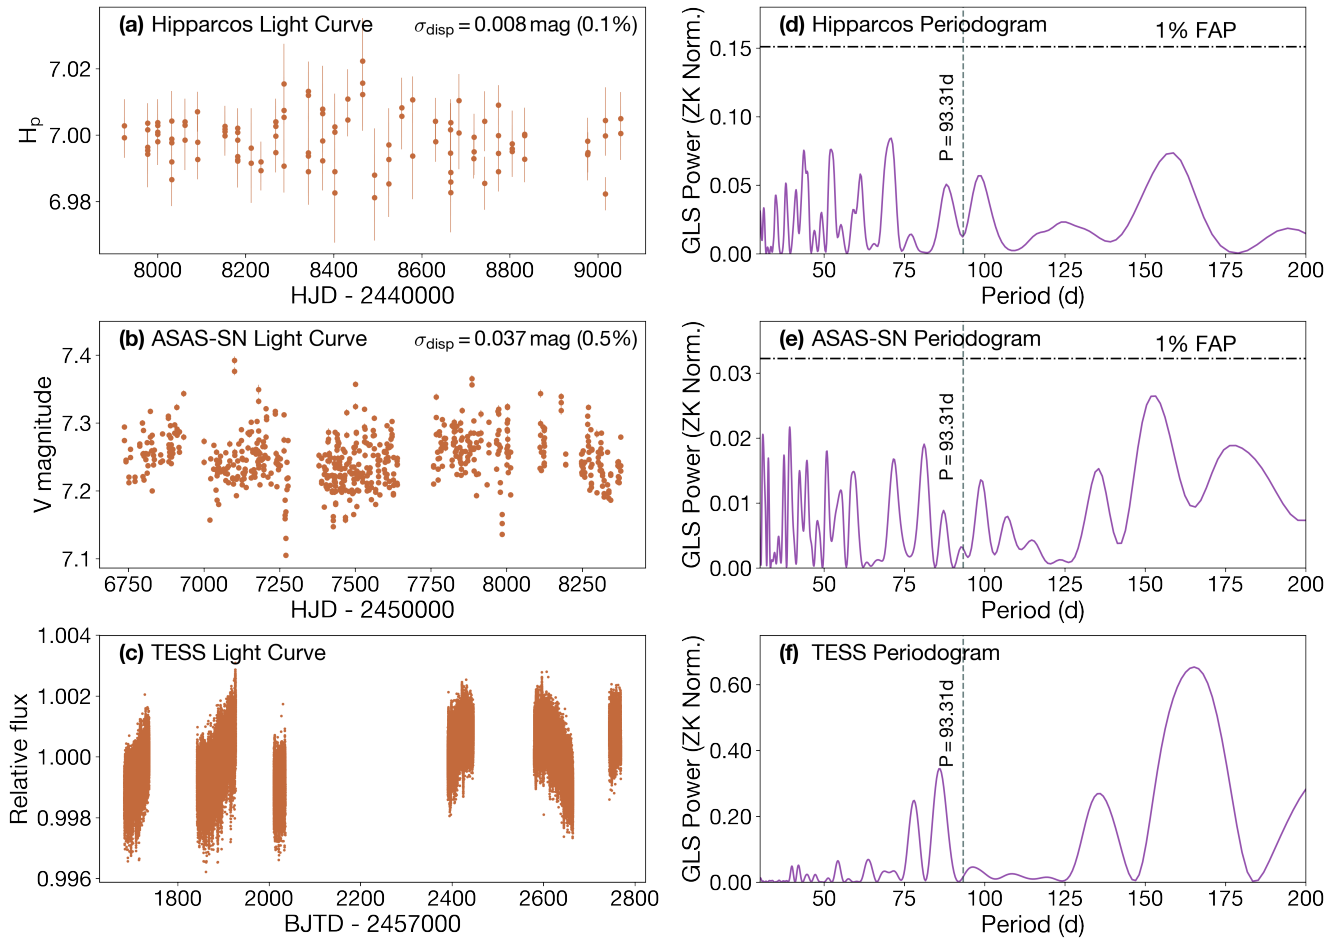 (a) Hipparcos Light Curve
σdisp = 0.008 mag (0.1%)
7.02
7.00
6.98
Hp
8000 8200 8400 8600 8800 9000
HJD - 2440000
(d) Hipparcos Periodogram
1% FAP
P = 93.31d
0.15
0.10
0.05
0.00
GLS Power (ZK Norm.)
50 75 100 125 150 175 200
Period (d)
(b) ASAS-SN Light Curve
σdisp = 0.037 mag (0.5%)
7.4
7.3
7.2
7.1
V magnitude
6750 7000 7250 7500 7750 8000 8250
HJD - 2450000
(e) ASAS-SN Periodogram
1% FAP
P = 93.31d
0.03
0.02
0.01
0.00
GLS Power (ZK Norm.)
50 75 100 125 150 175 200
Period (d)
(c) TESS Light Curve
1.004
1.002
1.000
0.998
0.996
Relative flux
1800 2000 2200 2400 2600 2800
BJTD - 2457000
(f) TESS Periodogram
P = 93.31d
0.60
0.40
0.20
0.00
GLS Power (ZK Norm.)
50 75 100 125 150 175 200
Period (d)